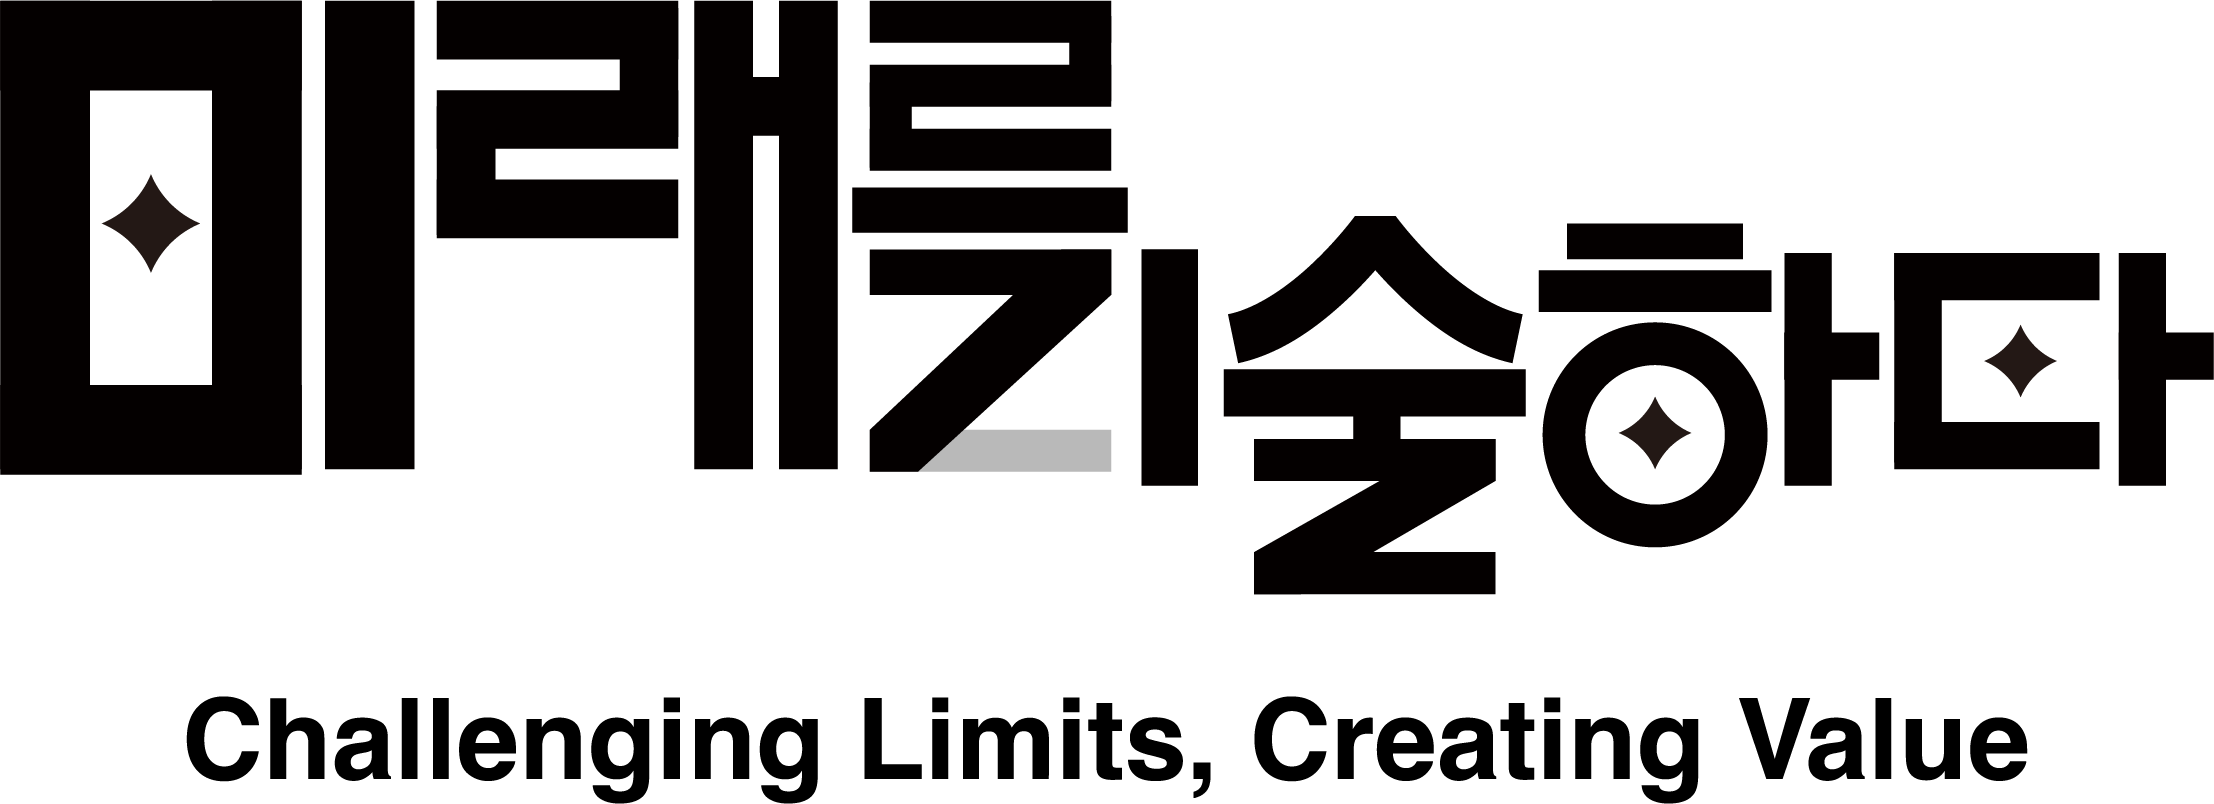 미래를 기술하다
Challenging Limits, Creating Value